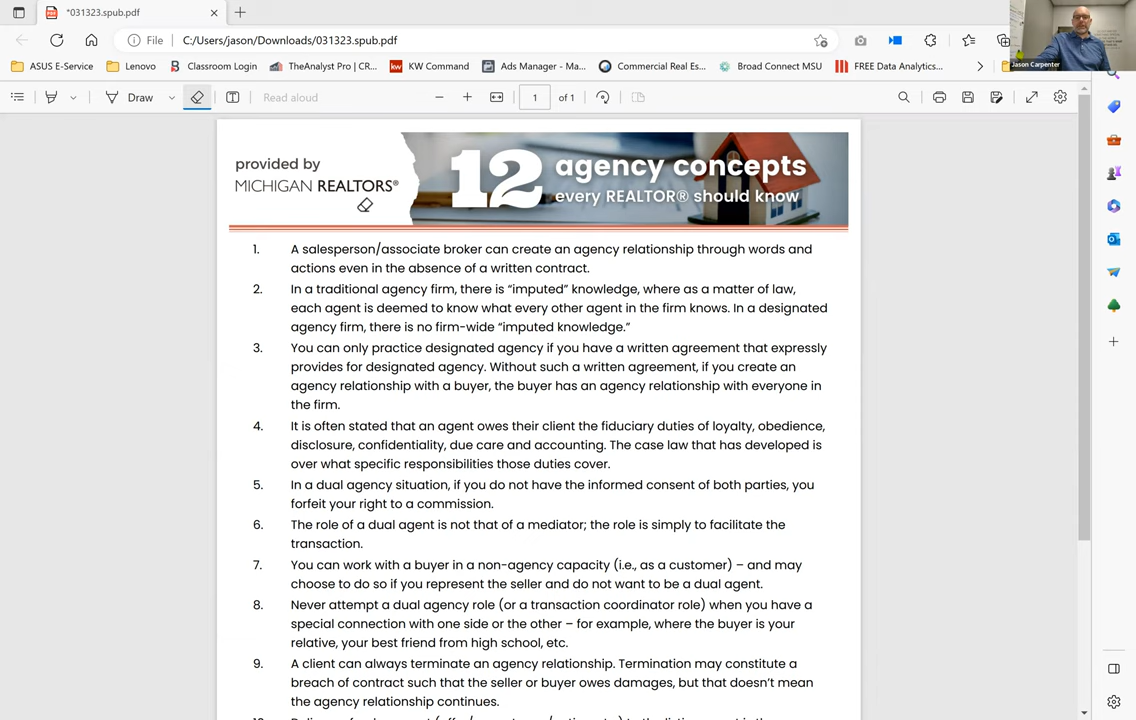 *031323.spub.pdf
File C:/Users/jason/Downloads/031323.spub.pdf
ASUS E-Service Lenovo Classroom Login TheAnalyst Pro | CR... KW Command Ads Manager - Ma... Commercial Real Es... Broad Connect MSU FREE Data Analytics...
Jason Carpenter
Draw Read aloud 1 of 1
provided by
MICHIGAN REALTORS®
12 agency concepts
every REALTOR® should know
1. A salesperson/associate broker can create an agency relationship through words and
actions even in the absence of a written contract.
2. In a traditional agency firm, there is “imputed” knowledge, where as a matter of law,
each agent is deemed to know what every other agent in the firm knows. In a designated
agency firm, there is no firm-wide “imputed knowledge.”
3. You can only practice designated agency if you have a written agreement that expressly
provides for designated agency. Without such a written agreement, if you create an
agency relationship with a buyer, the buyer has an agency relationship with everyone in
the firm.
4. It is often stated that an agent owes their client the fiduciary duties of loyalty, obedience,
disclosure, confidentiality, due care and accounting. The case law that has developed is
over what specific responsibilities those duties cover.
5. In a dual agency situation, if you do not have the informed consent of both parties, you
forfeit your right to a commission.
6. The role of a dual agent is not that of a mediator; the role is simply to facilitate the
transaction.
7. You can work with a buyer in a non-agency capacity (i.e., as a customer) – and may
choose to do so if you represent the seller and do not want to be a dual agent.
8. Never attempt a dual agency role (or a transaction coordinator role) when you have a
special connection with one side or the other – for example, where the buyer is your
relative, your best friend from high school, etc.
9. A client can always terminate an agency relationship. Termination may constitute a
breach of contract such that the seller or buyer owes damages, but that doesn’t mean
the agency relationship continues.